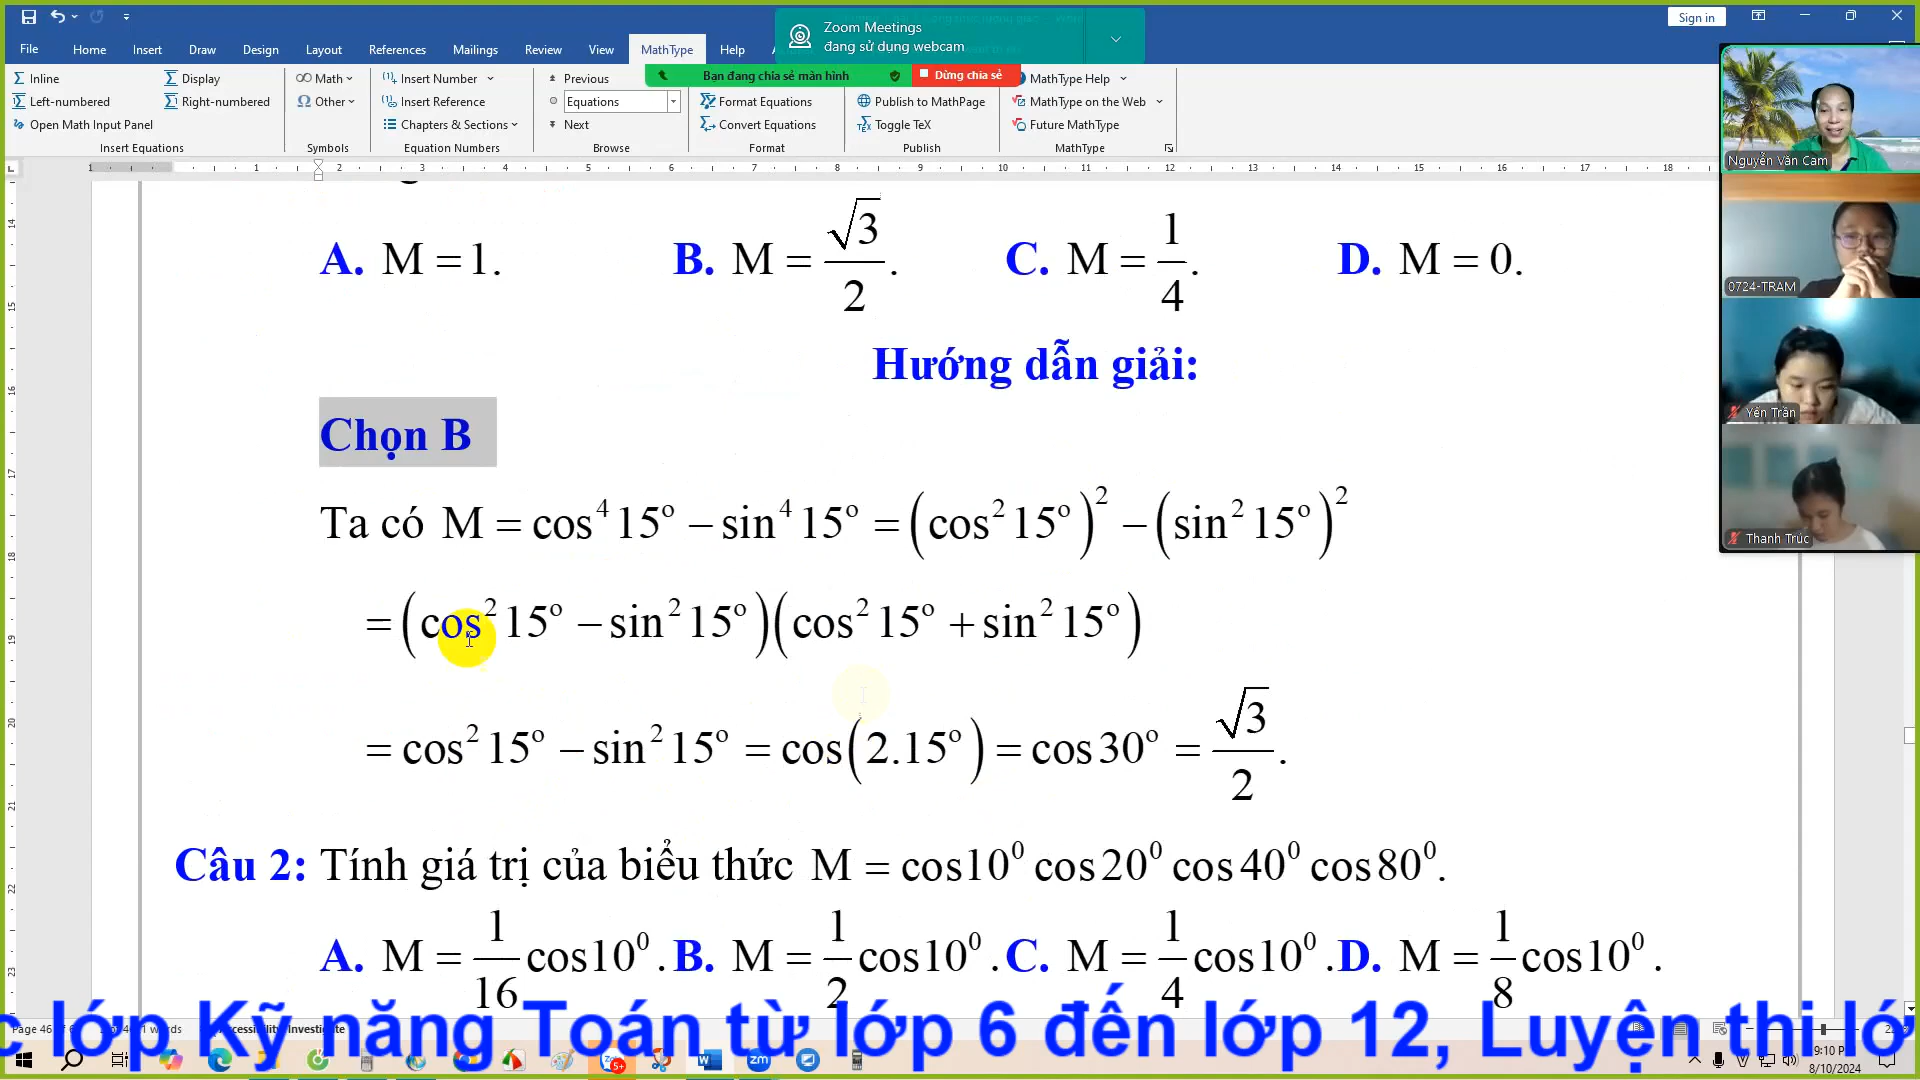 Sign in
Zoom Meetings
đang sử dụng webcam
File Home Insert Draw Design Layout References Mailings Review View MathType Help
Bạn đang chia sẻ màn hình Dừng chia sẻ
Inline Display Math Insert Number Previous MathType Help
Left-numbered Right-numbered Other Insert Reference Equations Format Equations Publish to MathPage MathType on the Web
Open Math Input Panel Chapters & Sections Next Convert Equations Toggle TeX Future MathType
Insert Equations Symbols Equation Numbers Browse Format Publish MathType
Nguyễn Văn Cam
0724-TRAM
Yến Trần
Thanh Trúc
A. M = 1. B. M = √3/2. C. M = 1/4. D. M = 0.
Hướng dẫn giải:
Chọn B
Ta có M = cos⁴15° − sin⁴15° = (cos²15°)² − (sin²15°)²
= (cos²15° − sin²15°)(cos²15° + sin²15°)
= cos²15° − sin²15° = cos(2.15°) = cos30° = √3/2.
Câu 2: Tính giá trị của biểu thức M = cos10⁰ cos20⁰ cos40⁰ cos80⁰.
A. M = 1/16 cos10⁰. B. M = 1/2 cos10⁰. C. M = 1/4 cos10⁰. D. M = 1/8 cos10⁰.
lớp Kỹ năng Toán từ lớp 6 đến lớp 12, Luyện thi
8/10/2024